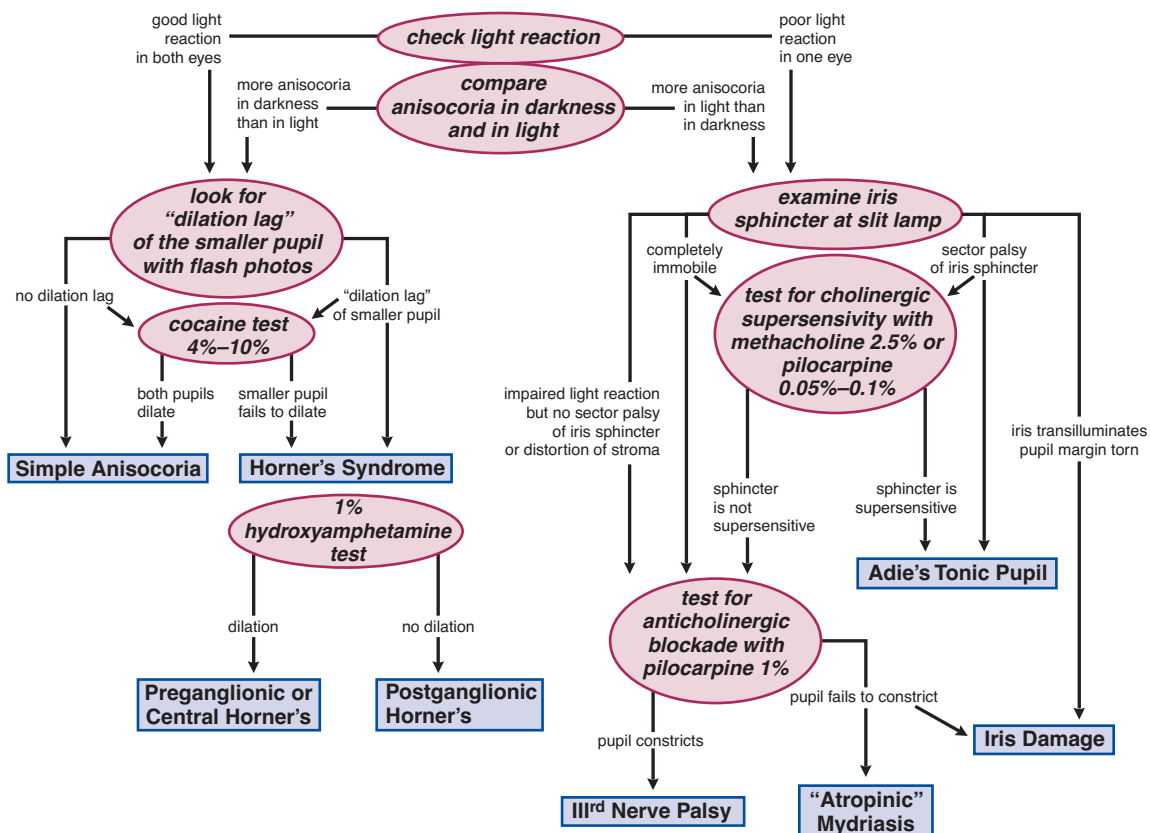 good light
reaction
in both eyes
check light reaction
poor light
reaction
in one eye
more anisocoria
in darkness
than in light
compare
anisocoria in darkness
and in light
more anisocoria
in light than
in darkness
look for
“dilation lag”
of the smaller pupil
with flash photos
examine iris
sphincter at slit lamp
no dilation lag
“dilation lag”
of smaller pupil
completely
immobile
sector palsy
of iris sphincter
cocaine test
4%–10%
test for cholinergic
supersensivity with
methacholine 2.5% or
pilocarpine
0.05%–0.1%
both pupils
dilate
smaller pupil
fails to dilate
impaired light reaction
but no sector palsy
of iris sphincter
or distortion of stroma
iris transilluminates
pupil margin torn
Simple Anisocoria
Horner’s Syndrome
sphincter
is not
supersensitive
sphincter is
supersensitive
1%
hydroxyamphetamine
test
Adie’s Tonic Pupil
test for
anticholinergic
blockade with
pilocarpine 1%
dilation
no dilation
Preganglionic or
Central Horner’s
Postganglionic
Horner’s
pupil fails to constrict
pupil constricts
Iris Damage
IIIrd Nerve Palsy
“Atropinic”
Mydriasis